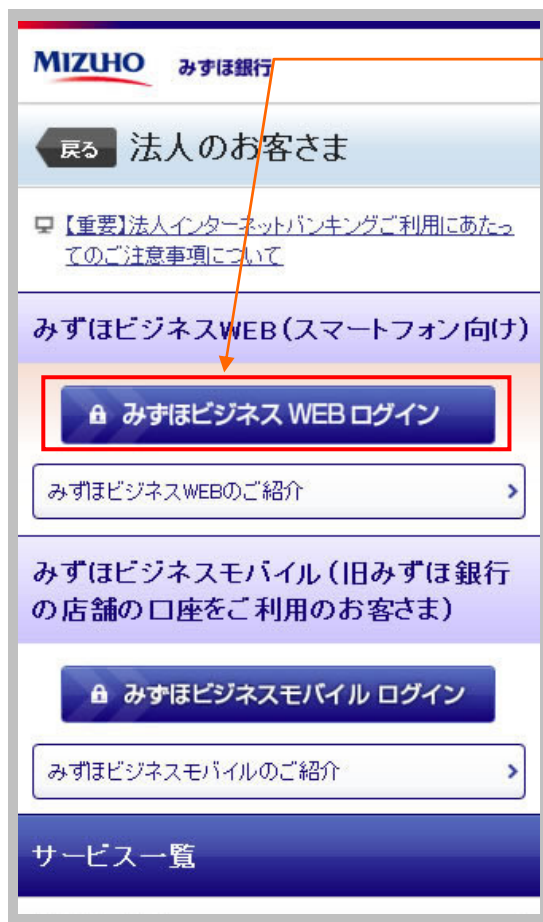 MIZUHO みずほ銀行
戻る 法人のお客さま
【重要】法人インターネットバンキングご利用にあたっ
てのご注意事項について
みずほビジネスWEB(スマートフォン向け)
みずほビジネス WEB ログイン
みずほビジネスWEBのご紹介
みずほビジネスモバイル(旧みずほ銀行
の店舗の口座をご利用のお客さま)
みずほビジネスモバイル ログイン
みずほビジネスモバイルのご紹介
サービス一覧